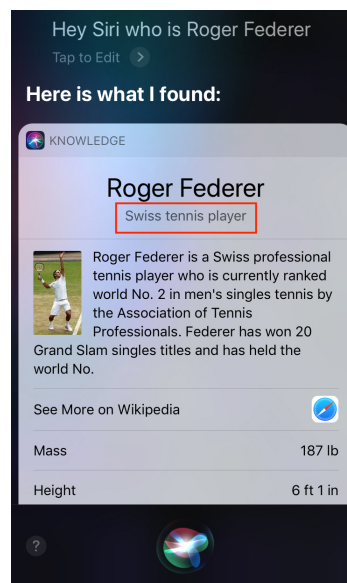 Hey Siri who is Roger Federer
Tap to Edit >
Here is what I found:
KNOWLEDGE
Roger Federer
Swiss tennis player
Roger Federer is a Swiss professional
tennis player who is currently ranked
world No. 2 in men's singles tennis by
the Association of Tennis
Professionals. Federer has won 20
Grand Slam singles titles and has held the
world No.
See More on Wikipedia
Mass 187 lb
Height 6 ft 1 in
?